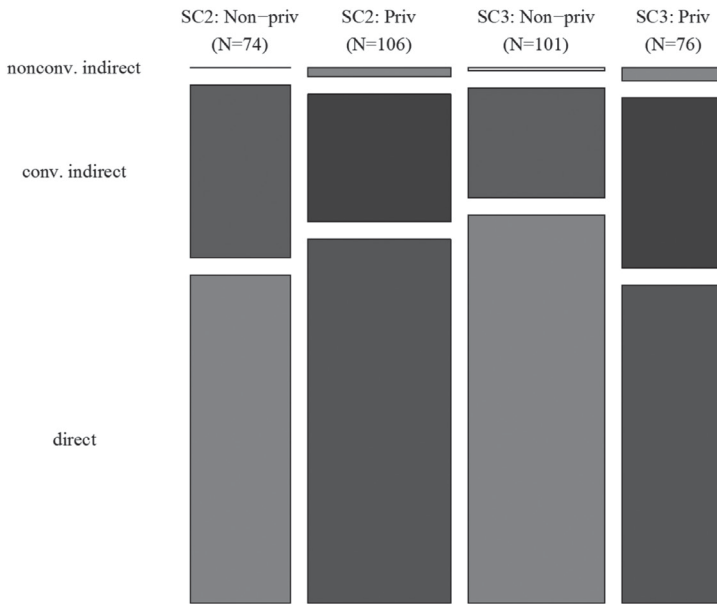 SC2: Non−priv SC2: Priv SC3: Non−priv SC3: Priv
(N=74) (N=106) (N=101) (N=76)
nonconv. indirect
conv. indirect
direct